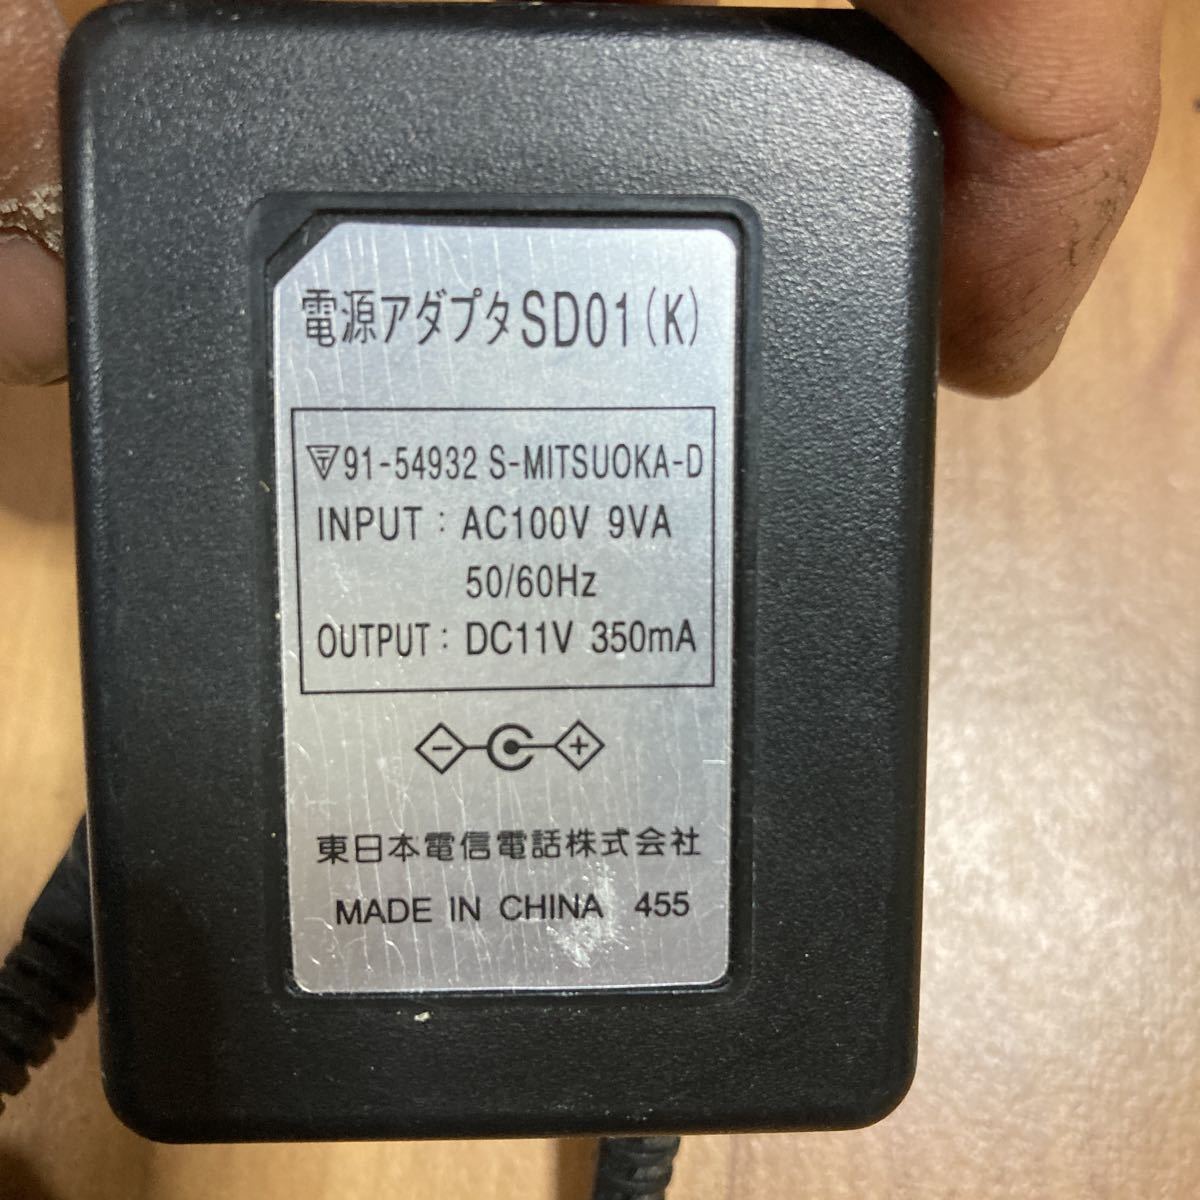 電源アダプタSD01(K)
91-54932 S-MITSUOKA-D
INPUT : AC100V 9VA
50/60Hz
OUTPUT : DC11V 350mA
− +
東日本電信電話株式会社
MADE IN CHINA 455